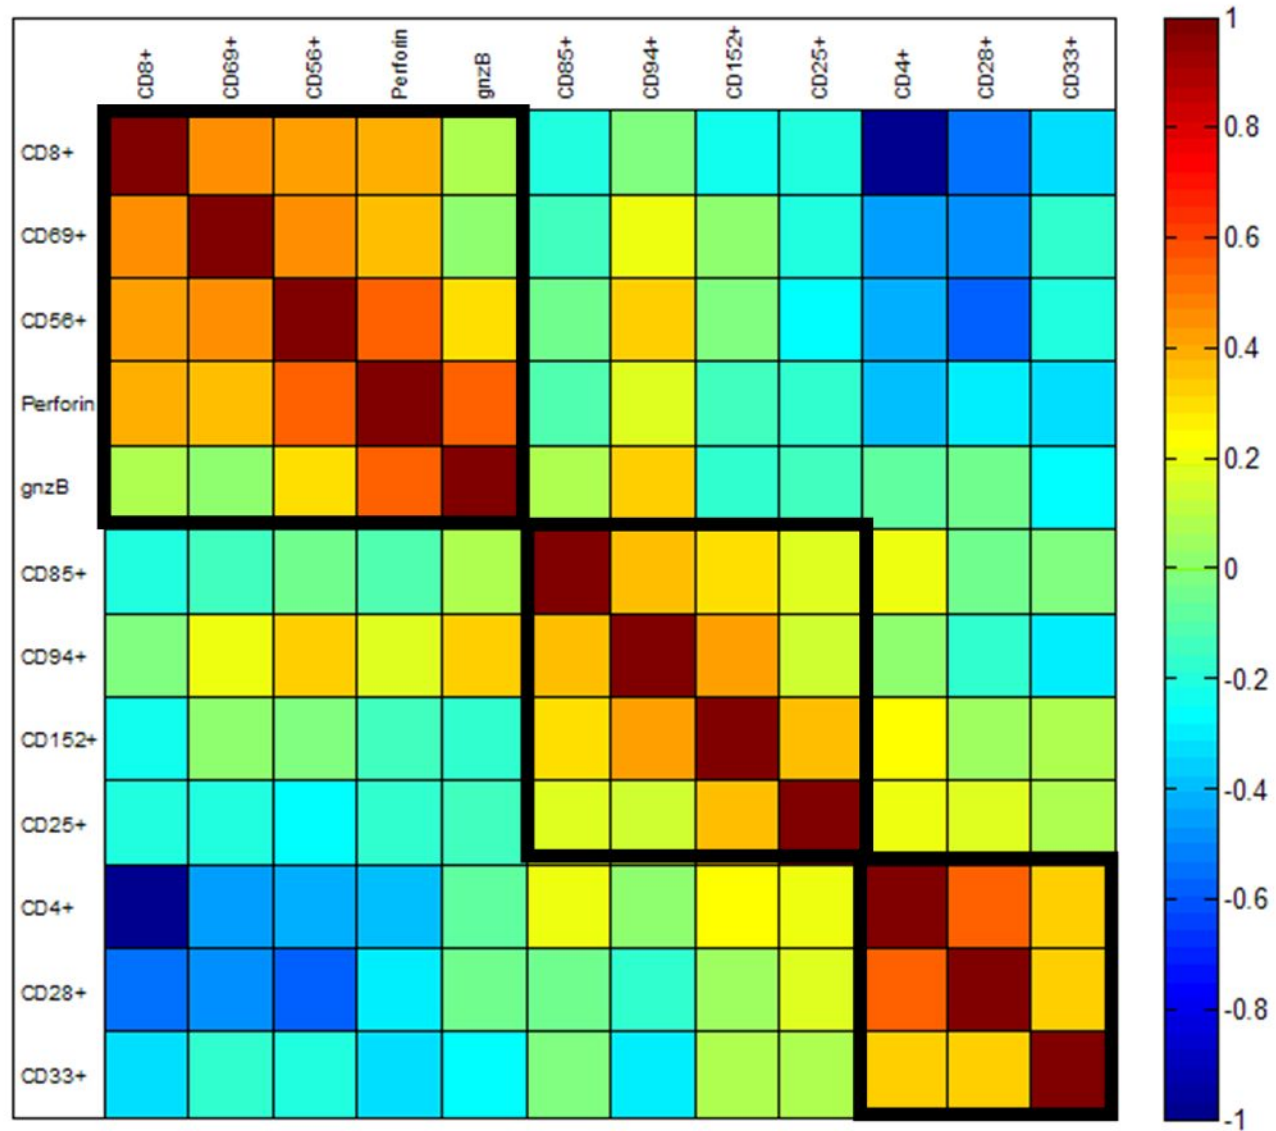 CD8+ CD69+ CD56+ Perforin gnzB CD85+ CD94+ CD152+ CD25+ CD4+ CD28+ CD33+
CD8+
CD69+
CD56+
Perforin
gnzB
CD85+
CD94+
CD152+
CD25+
CD4+
CD28+
CD33+
1
0.8
0.6
0.4
0.2
0
-0.2
-0.4
-0.6
-0.8
-1